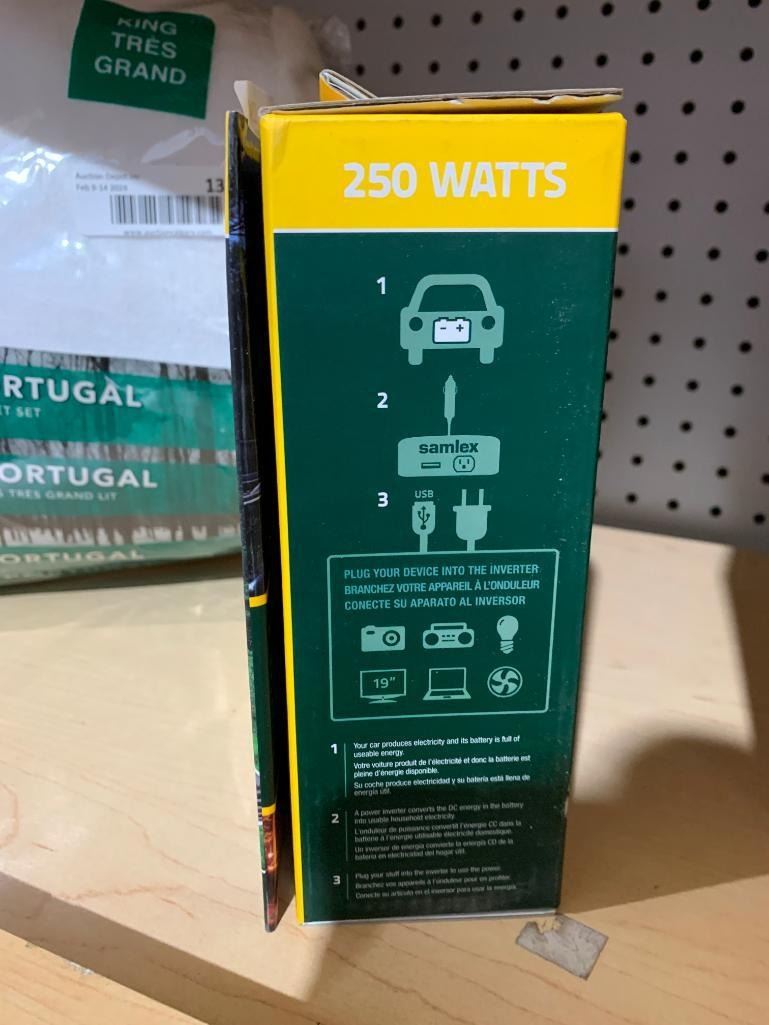 KING
TRÈS
GRAND
Auction Depot
Feb 9-14 2024
13
RTUGAL
ET SET
ORTUGAL
TRES GRAND LIT
ORTUGAL
250 WATTS
1
- +
2
samlex
3
USB
PLUG YOUR DEVICE INTO THE INVERTER
BRANCHEZ VOTRE APPAREIL À L'ONDULEUR
CONECTE SU APARATO AL INVERSOR
19"
1
Your car produces electricity and its battery is full of
useable energy.
Votre voiture produit de l'électricité et donc la batterie est
pleine d'énergie disponible.
Su coche produce electricidad y su batería está llena de
energía útil.
2
A power inverter converts the DC energy in the battery
into usable household electricity.
L'onduleur de puissance convertit l'énergie CC dans la
batterie à l'énergie utilisable électricité domestique.
Un inversor de energía convierte la energía CD de la
batería en electricidad del hogar útil.
3
Plug your stuff into the inverter to use the power.
Branchez vos appareils à l'onduleur pour en profiter.
Conecte su artículo en el inversor para usar la energía.